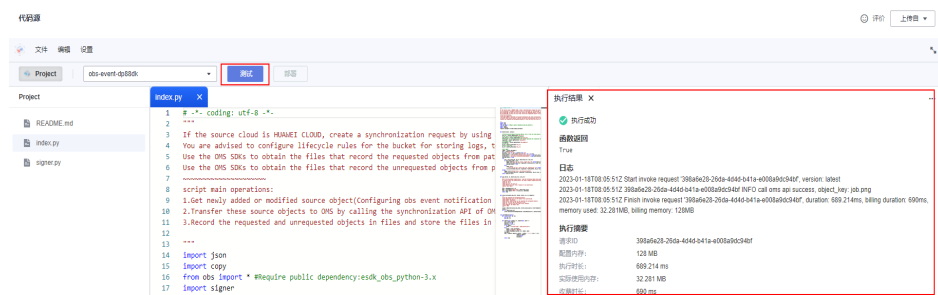 代码源
评价 上传自
文件 编辑 设置
Project obs-event-dp88dk 测试 部署
Project
README.md
index.py
signer.py
index.py
1 # -*- coding: utf-8 -*-
2 """
3 If the source cloud is HUAWEI CLOUD, create a synchronization request by using
4 You are advised to configure lifecycle rules for the bucket for storing logs, t
5 Use the OMS SDKs to obtain the files that record the requested objects from pat
6 Use the OMS SDKs to obtain the files that record the unrequested objects from p
7 ~~~~~~~~~~~~~~~~~~~~
8 script main operations:
9 1.Get newly added or modified source object(Configuring obs event notification
10 2.Transfer these source objects to OMS by calling the synchronization API of OM
11 3.Record the requested and unrequested objects in files and store the files in
12
13 """
14 import json
15 import copy
16 from obs import * #Require public dependency:esdk_obs_python-3.x
17 import signer
执行结果
执行成功
函数返回
True
日志
2023-01-18T08:05:51Z Start invoke request '398a6e28-26da-4d4d-b41a-e008a9dc94bf', version: latest
2023-01-18T08:05:51Z 398a6e28-26da-4d4d-b41a-e008a9dc94bf INFO call oms api success, object_key: job.png
2023-01-18T08:05:51Z Finish invoke request '398a6e28-26da-4d4d-b41a-e008a9dc94bf', duration: 689.214ms, billing duration: 690ms,
memory used: 32.281MB, billing memory: 128MB
执行摘要
请求ID 398a6e28-26da-4d4d-b41a-e008a9dc94bf
配置内存: 128 MB
执行时长: 689.214 ms
实际使用内存: 32.281 MB
收费时长: 690 ms